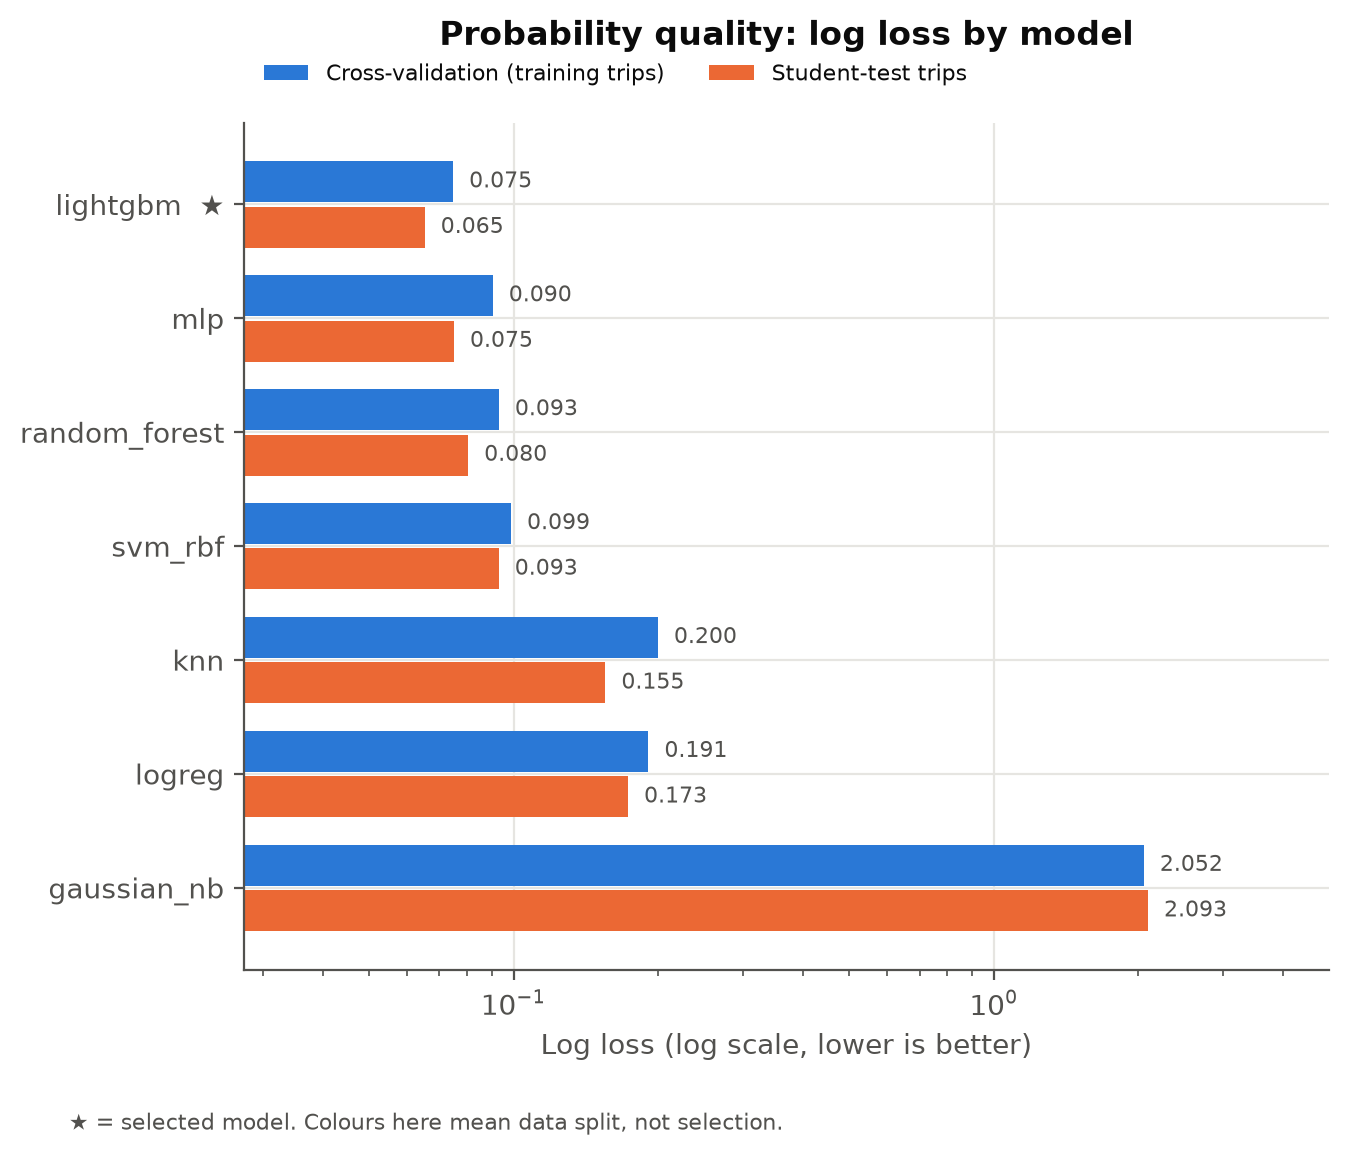 Probability quality: log loss by model
Cross-validation (training trips) Student-test trips
lightgbm ★
0.075
0.065
mlp
0.090
0.075
random_forest
0.093
0.080
svm_rbf
0.099
0.093
knn
0.200
0.155
logreg
0.191
0.173
gaussian_nb
2.052
2.093
10⁻¹ 10⁰
Log loss (log scale, lower is better)
★ = selected model. Colours here mean data split, not selection.